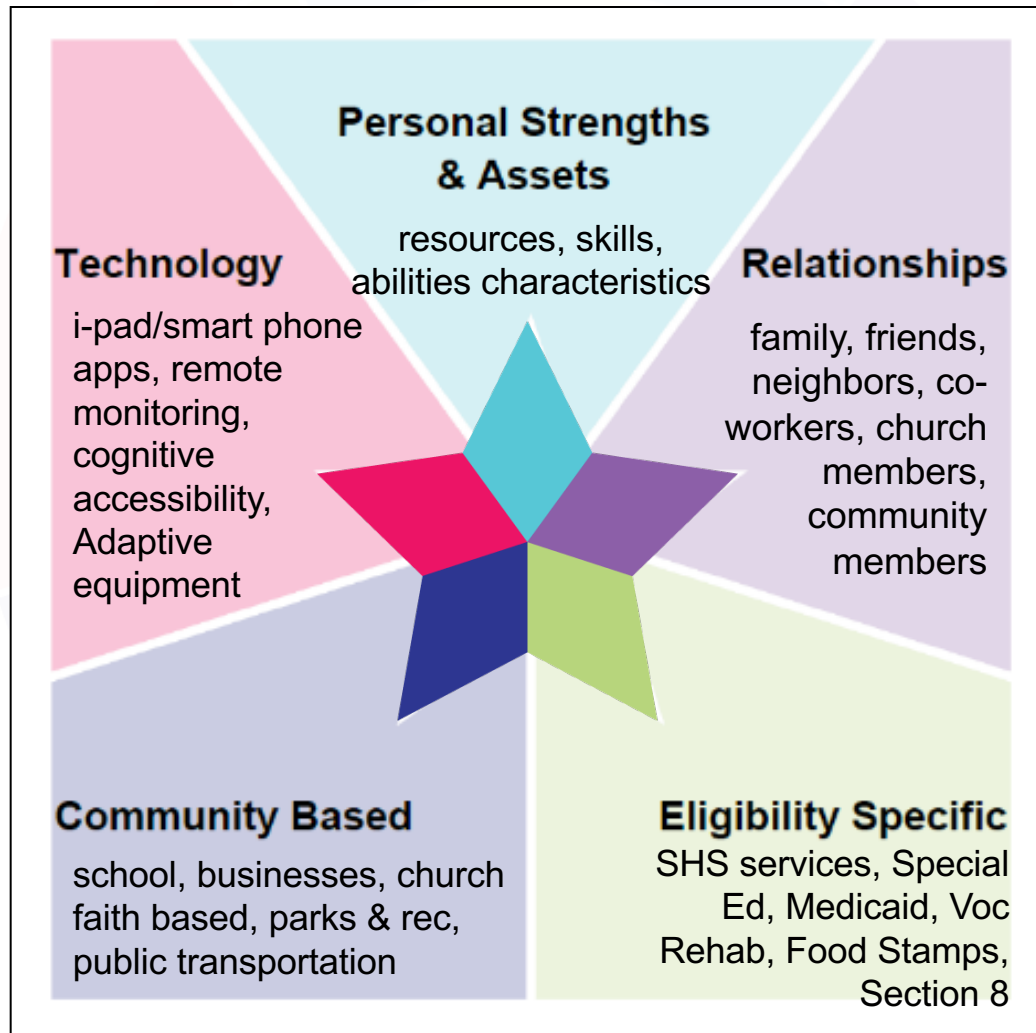 Personal Strengths
& Assets
resources, skills,
abilities characteristics
Technology
i-pad/smart phone
apps, remote
monitoring,
cognitive
accessibility,
Adaptive
equipment
Relationships
family, friends,
neighbors, co-
workers, church
members,
community
members
Community Based
school, businesses, church
faith based, parks & rec,
public transportation
Eligibility Specific
SHS services, Special
Ed, Medicaid, Voc
Rehab, Food Stamps,
Section 8